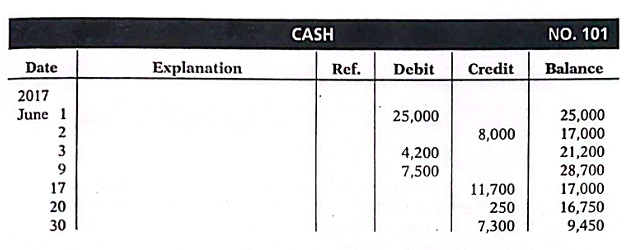 CASH NO. 101
Date Explanation Ref. Debit Credit Balance
2017
June 1 25,000 25,000
2 8,000 17,000
3 4,200 21,200
9 7,500 28,700
17 11,700 17,000
20 250 16,750
30 7,300 9,450